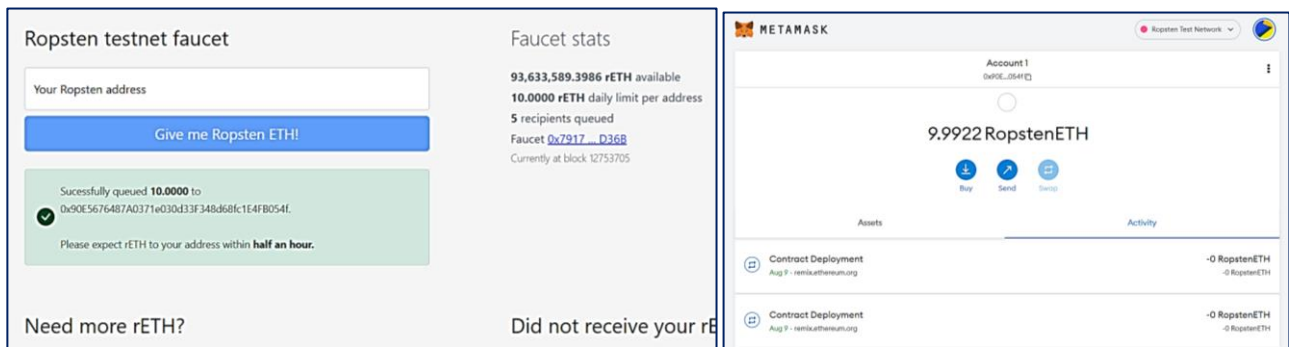 Ropsten testnet faucet
Your Ropsten address
Give me Ropsten ETH!
Sucessfully queued 10.0000 to
0x90E5676487A0371e030d33F348d68fc1E4FB054f.
Please expect rETH to your address within half an hour.
Need more rETH?
Faucet stats
93,633,589.3986 rETH available
10.0000 rETH daily limit per address
5 recipients queued
Faucet 0x7917 ... D36B
Currently at block 12753705
Did not receive your rE
METAMASK
Ropsten Test Network
Account 1
0x90E...054f
9.9922 RopstenETH
Buy
Send
Swap
Assets
Activity
Contract Deployment
-0 RopstenETH
Aug 9 - remix.ethereum.org
-0 RopstenETH
Contract Deployment
-0 RopstenETH
Aug 9 - remix.ethereum.org
-0 RopstenETH